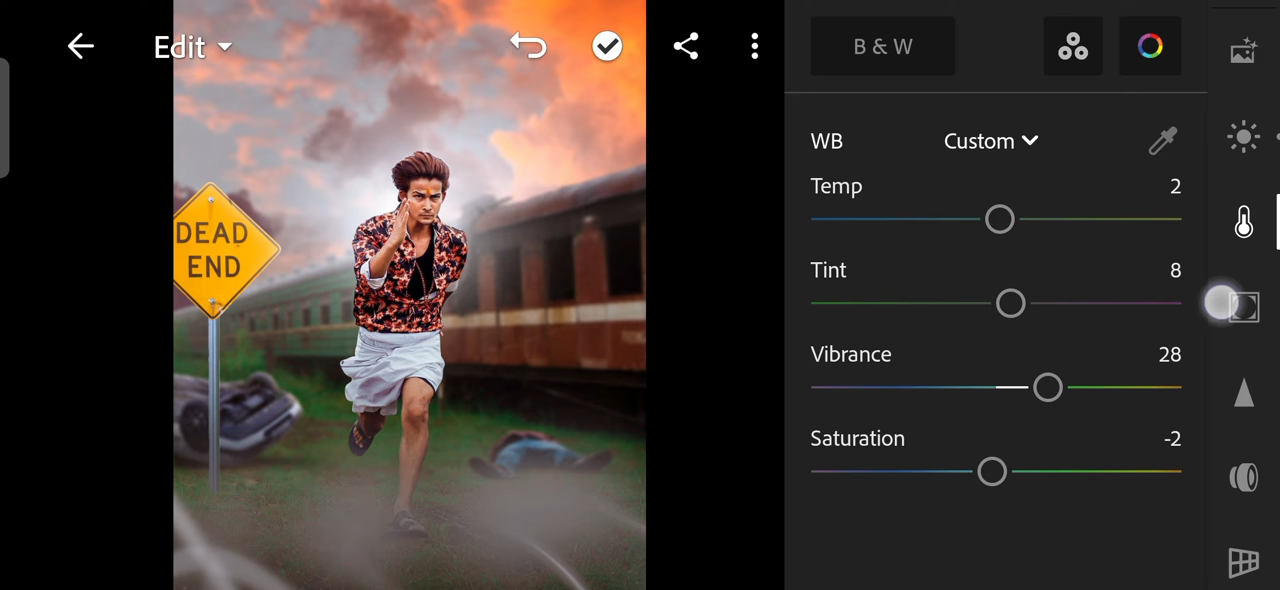 Edit
B & W
WB Custom
Temp 2
Tint 8
Vibrance 28
Saturation -2
DEAD
END